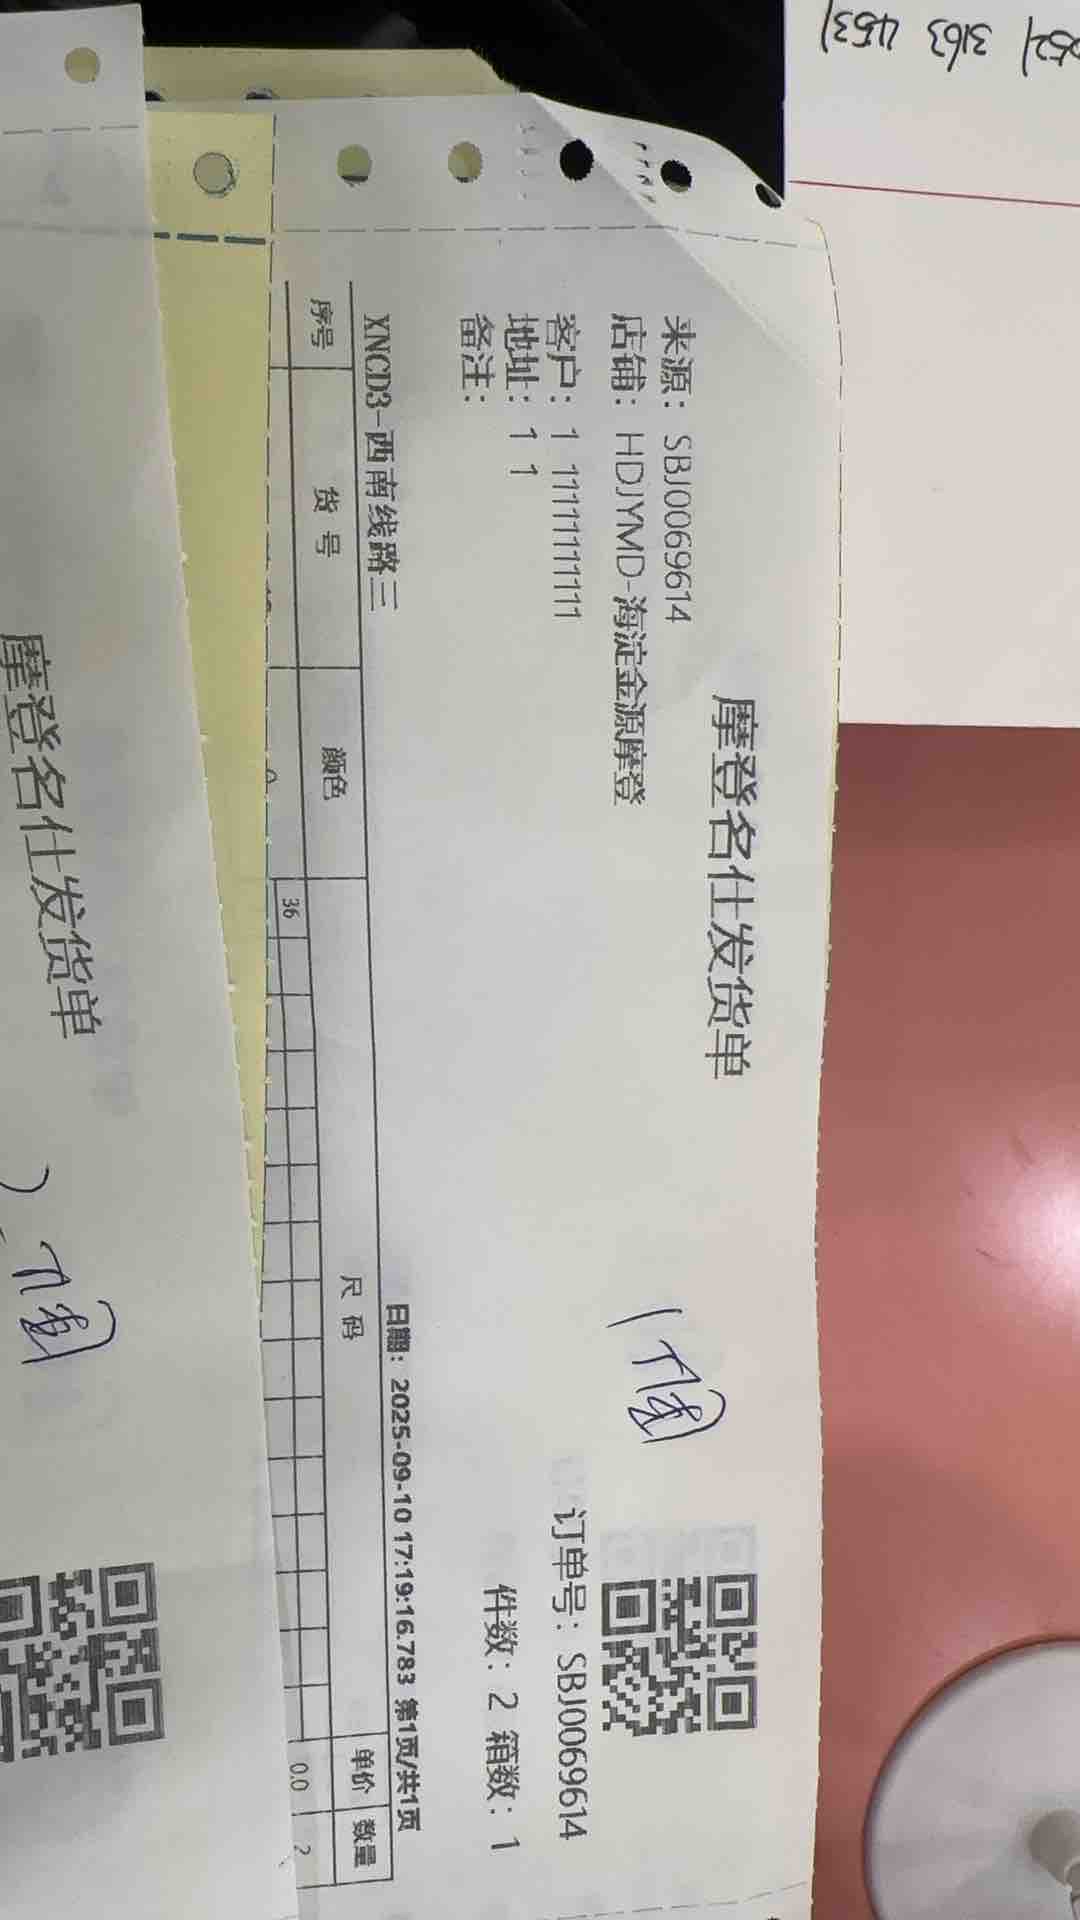 摩登名仕发货单
来源：SBJ0069614
店铺：HDJYMD-海淀金源摩登
客户：1 11111111111
订单号：SBJ0069614
地址：1 1
件数：2 箱数：1
备注：
XNCD3-西南线路三
日期：2025-09-10 17:19:16.783 第1页/共1页
序号 货号 颜色 尺码 单价 数量
36 0.0 2
摩登名仕发货单
3163 4531